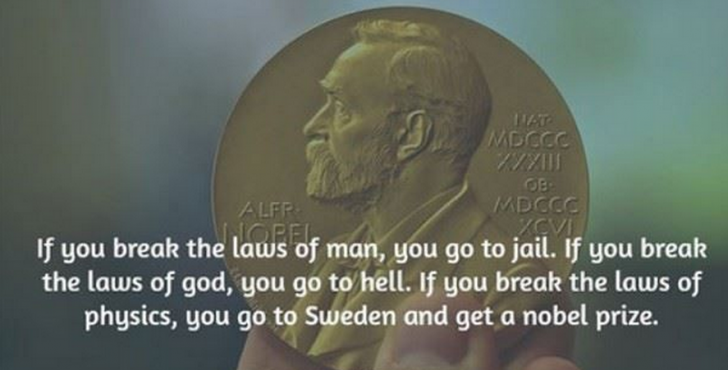 NAT·
MDCCC
XXXIII
OB·
MDCCC
XCVI
ALFR·
NOBEL
If you break the laws of man, you go to jail. If you break
the laws of god, you go to hell. If you break the laws of
physics, you go to Sweden and get a nobel prize.